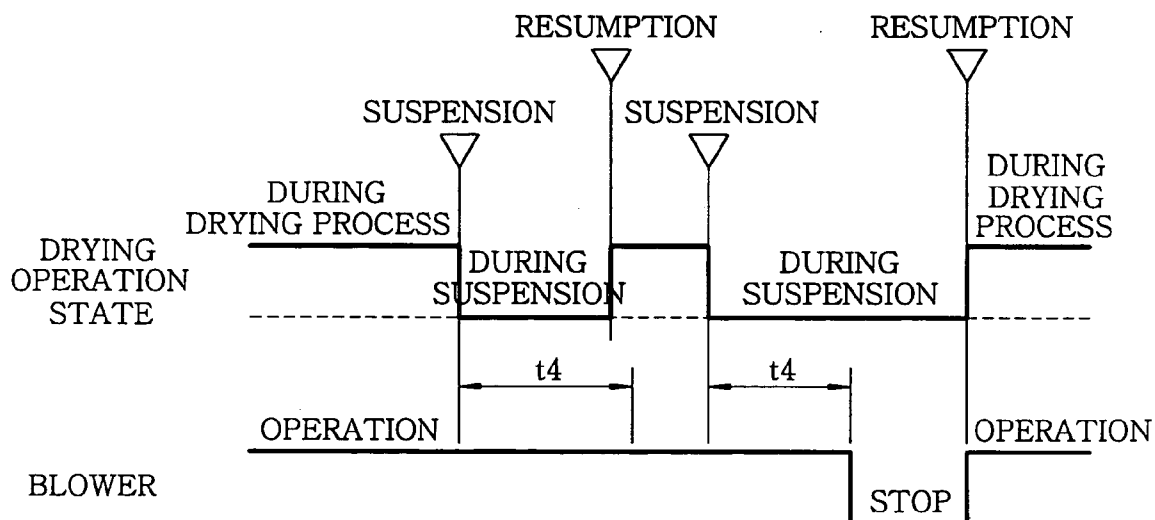 RESUMPTION
RESUMPTION
SUSPENSION
SUSPENSION
DURING
DRYING PROCESS
DURING
DRYING
PROCESS
DRYING
OPERATION
STATE
DURING
SUSPENSION
DURING
SUSPENSION
t4
t4
OPERATION
OPERATION
BLOWER
STOP